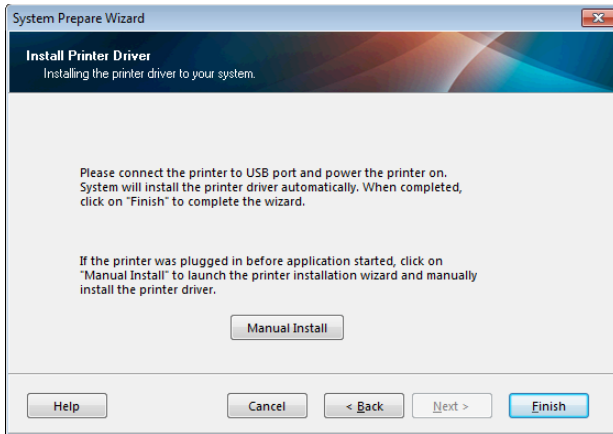 System Prepare Wizard
Install Printer Driver
Installing the printer driver to your system.
Please connect the printer to USB port and power the printer on.
System will install the printer driver automatically. When completed,
click on "Finish" to complete the wizard.
If the printer was plugged in before application started, click on
"Manual Install" to launch the printer installation wizard and manually
install the printer driver.
Manual Install
Help Cancel < Back Next > Finish